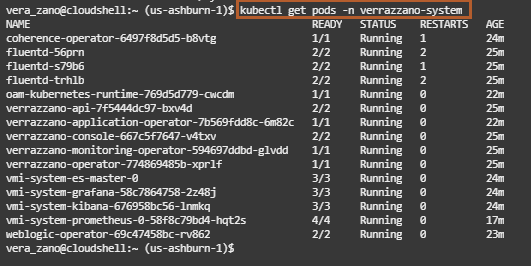 vera_zano@cloudshell:~ (us-ashburn-1)$ kubectl get pods -n verrazzano-system
NAME READY STATUS RESTARTS AGE
coherence-operator-6497f8d5d5-b8vtg 1/1 Running 1 24m
fluentd-56prn 2/2 Running 2 25m
fluentd-s79b6 2/2 Running 1 25m
fluentd-trhlb 2/2 Running 2 25m
oam-kubernetes-runtime-769d5d779-cwcdm 1/1 Running 0 22m
verrazzano-api-7f5444dc97-bxv4d 2/2 Running 0 25m
verrazzano-application-operator-7b569fdd8c-6m82c 1/1 Running 0 22m
verrazzano-console-667c5f7647-v4txv 2/2 Running 0 25m
verrazzano-monitoring-operator-594697ddbd-glvdd 1/1 Running 0 25m
verrazzano-operator-774869485b-xprlf 1/1 Running 0 25m
vmi-system-es-master-0 3/3 Running 0 24m
vmi-system-grafana-58c7864758-2z48j 3/3 Running 0 24m
vmi-system-kibana-676958bc56-lnmkq 3/3 Running 0 24m
vmi-system-prometheus-0-58f8c79bd4-hqt2s 4/4 Running 0 17m
weblogic-operator-69c47458bc-rv862 2/2 Running 0 23m
vera_zano@cloudshell:~ (us-ashburn-1)$